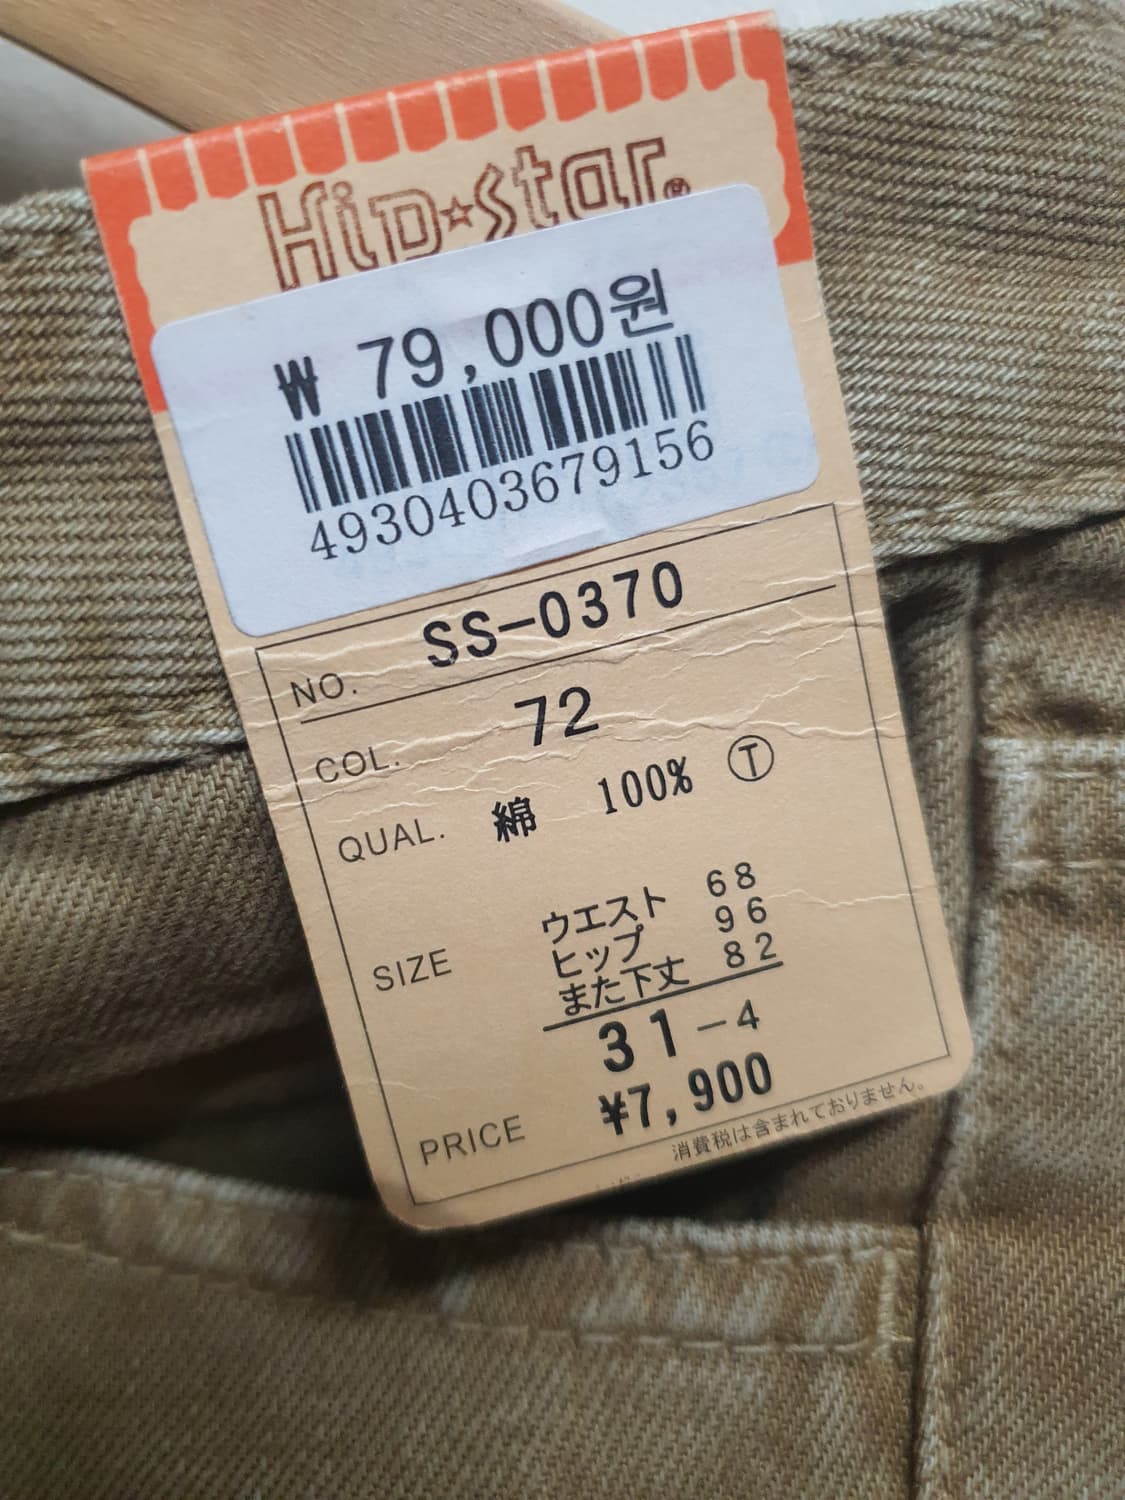 Hip☆Star®
₩ 79,000원
4930403679156
NO. SS-0370
COL. 72
QUAL. 綿 100% Ⓣ
SIZE
ウエスト 68
ヒップ 96
また下丈 82
31-4
PRICE ¥7,900
消費税は含まれておりません。